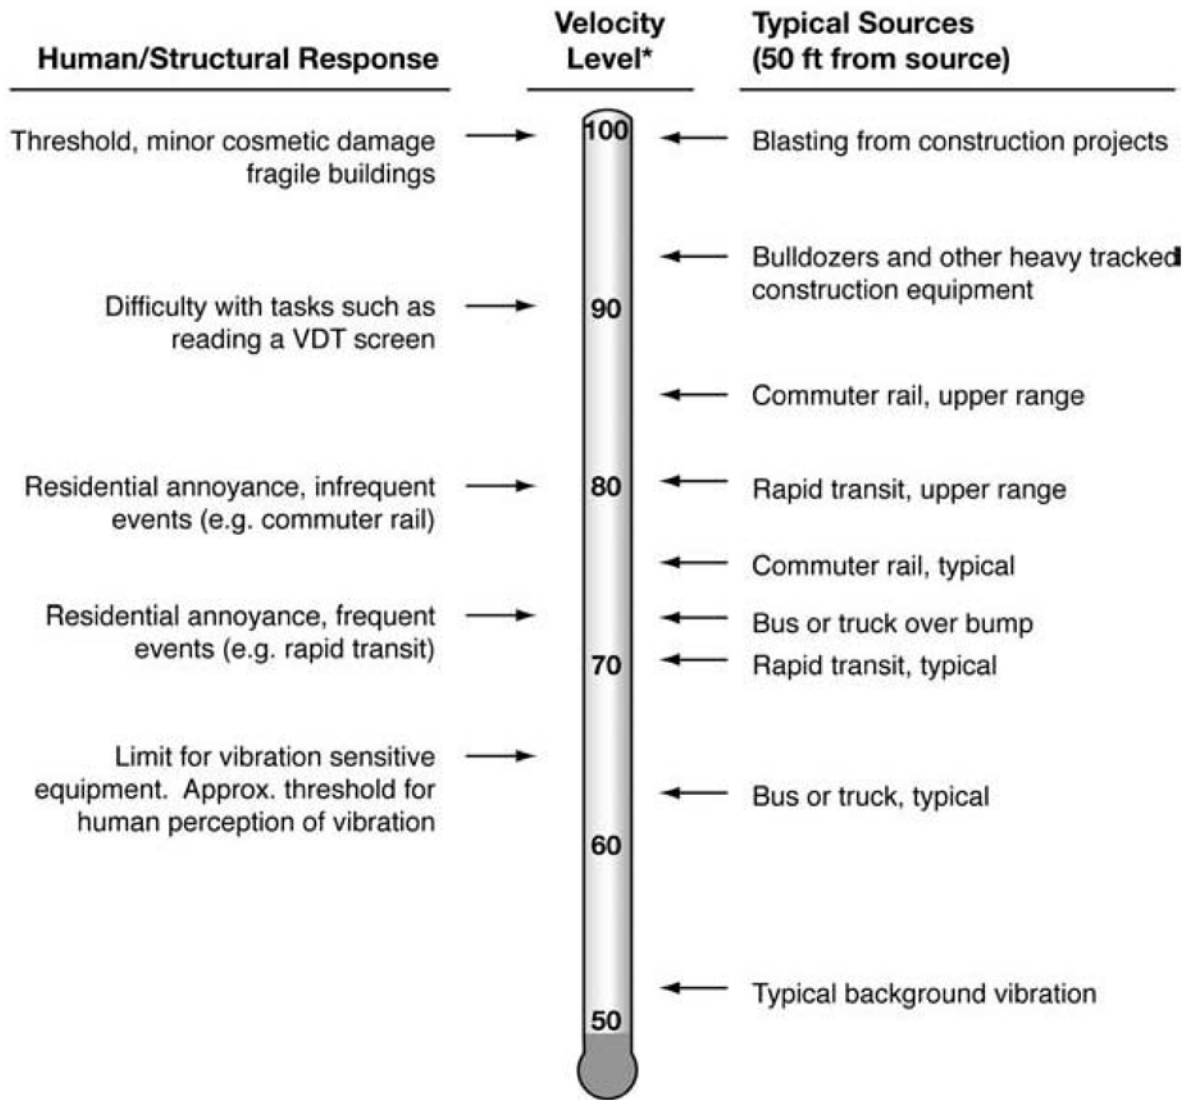 Human/Structural Response
Velocity
Level*
Typical Sources
(50 ft from source)
Threshold, minor cosmetic damage
fragile buildings
100
Blasting from construction projects
Bulldozers and other heavy tracked
construction equipment
Difficulty with tasks such as
reading a VDT screen
90
Commuter rail, upper range
Residential annoyance, infrequent
events (e.g. commuter rail)
80
Rapid transit, upper range
Commuter rail, typical
Residential annoyance, frequent
events (e.g. rapid transit)
Bus or truck over bump
70
Rapid transit, typical
Limit for vibration sensitive
equipment. Approx. threshold for
human perception of vibration
Bus or truck, typical
60
Typical background vibration
50